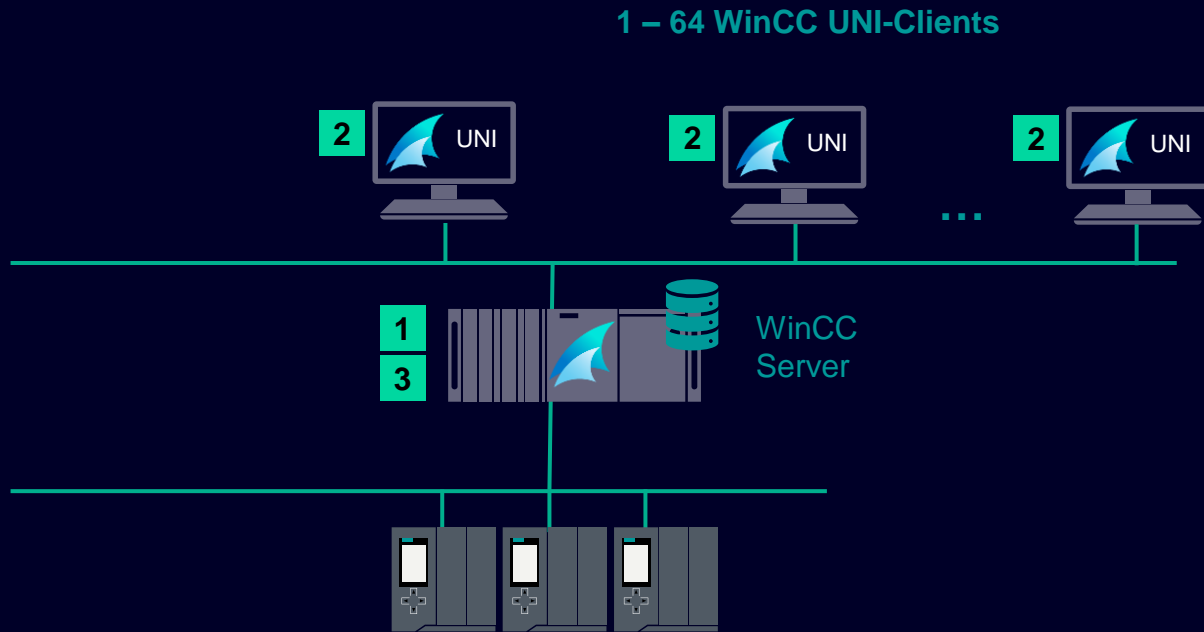 1 – 64 WinCC UNI-Clients
2
UNI
2
UNI
2
UNI
...
1
3
WinCC
Server